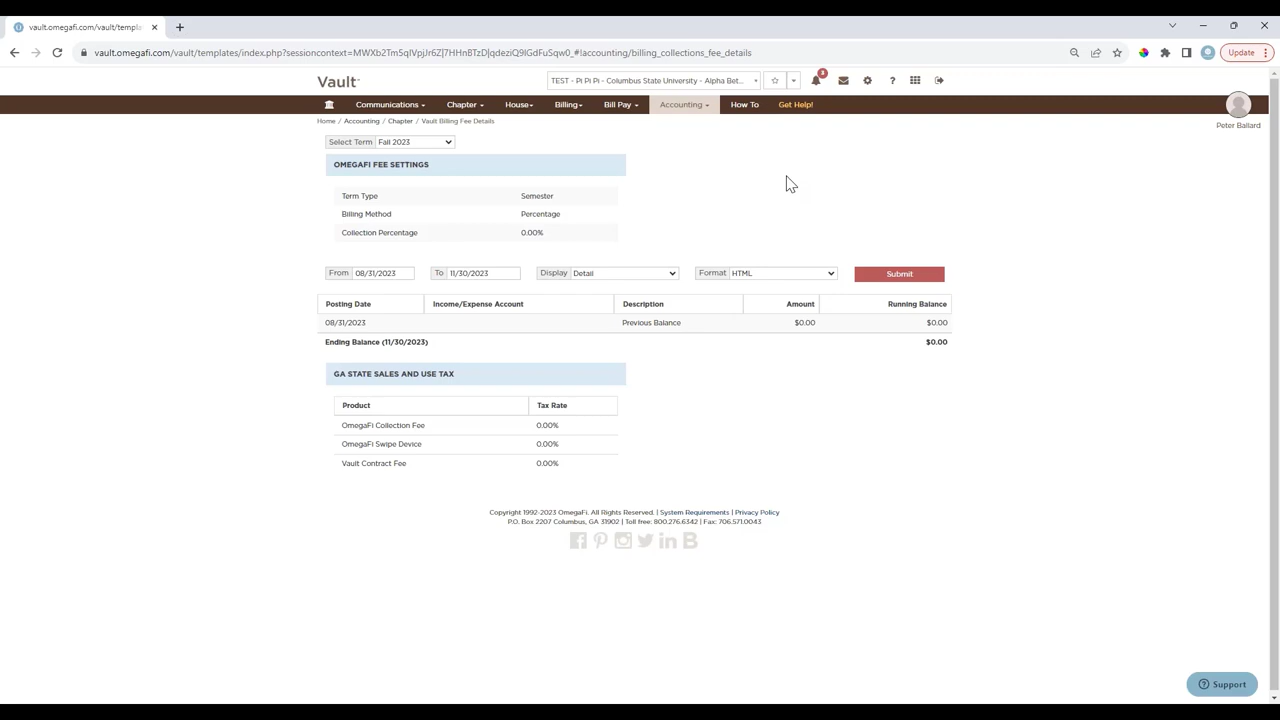 vault.omegafi.com/vault/templa
vault.omegafi.com/vault/templates/index.php?sessioncontext=MWXb2Tm5qIVpjJr6Z|7HHnBTzD|qdeziQ9IGdFuSqw0_#!accounting/billing_collections_fee_details
Update
Vault
TEST - Pi Pi Pi - Columbus State University - Alpha Bet...
3
Communications Chapter House Billing Bill Pay Accounting How To Get Help!
Peter Ballard
Home / Accounting / Chapter / Vault Billing Fee Details
Select Term Fall 2023
OMEGAFI FEE SETTINGS
Term Type Semester
Billing Method Percentage
Collection Percentage 0.00%
From 08/31/2023 To 11/30/2023 Display Detail Format HTML Submit
Posting Date Income/Expense Account Description Amount Running Balance
08/31/2023 Previous Balance $0.00 $0.00
Ending Balance (11/30/2023) $0.00
GA STATE SALES AND USE TAX
Product Tax Rate
OmegaFi Collection Fee 0.00%
OmegaFi Swipe Device 0.00%
Vault Contract Fee 0.00%
Copyright 1992-2023 OmegaFi. All Rights Reserved. | System Requirements | Privacy Policy
P.O. Box 2207 Columbus, GA 31902 | Toll free: 800.276.6342 | Fax: 706.571.0043
Support